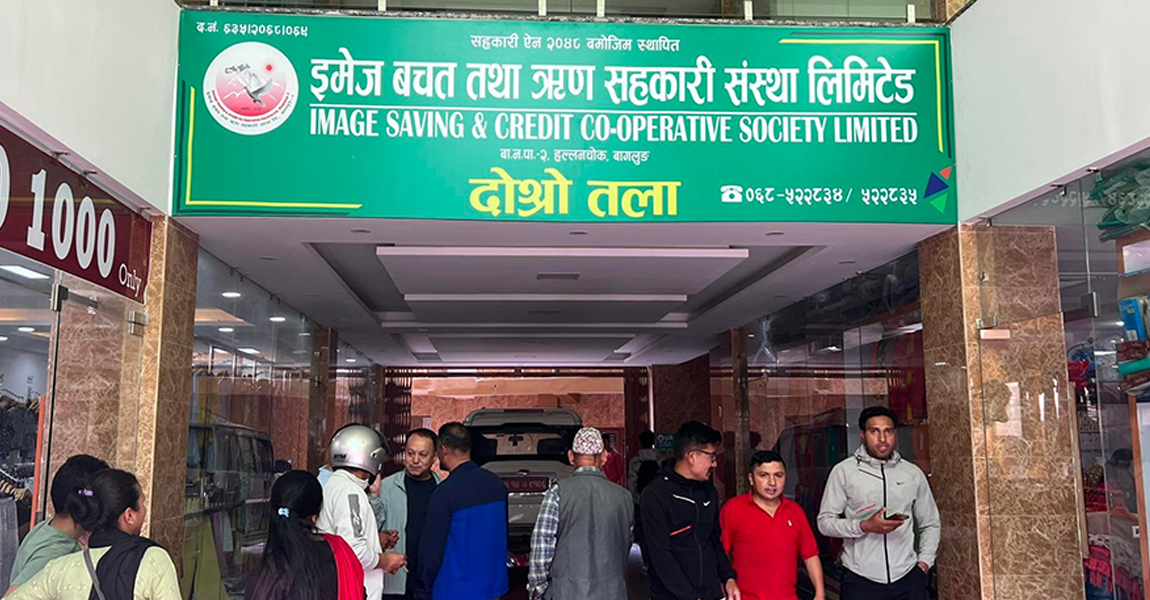 द.नं. ६३५।२०६८।०६५
सहकारी ऐन २०४८ बमोजिम स्थापित
इमेज बचत तथा ऋण सहकारी संस्था लिमिटेड
IMAGE SAVING & CREDIT CO-OPERATIVE SOCIETY LIMITED
बा.न.पा.-२, हल्लनचोक, बागलुङ
दोश्रो तला
☎०६८-५२२८३४/ ५२२८३५
1000 Only